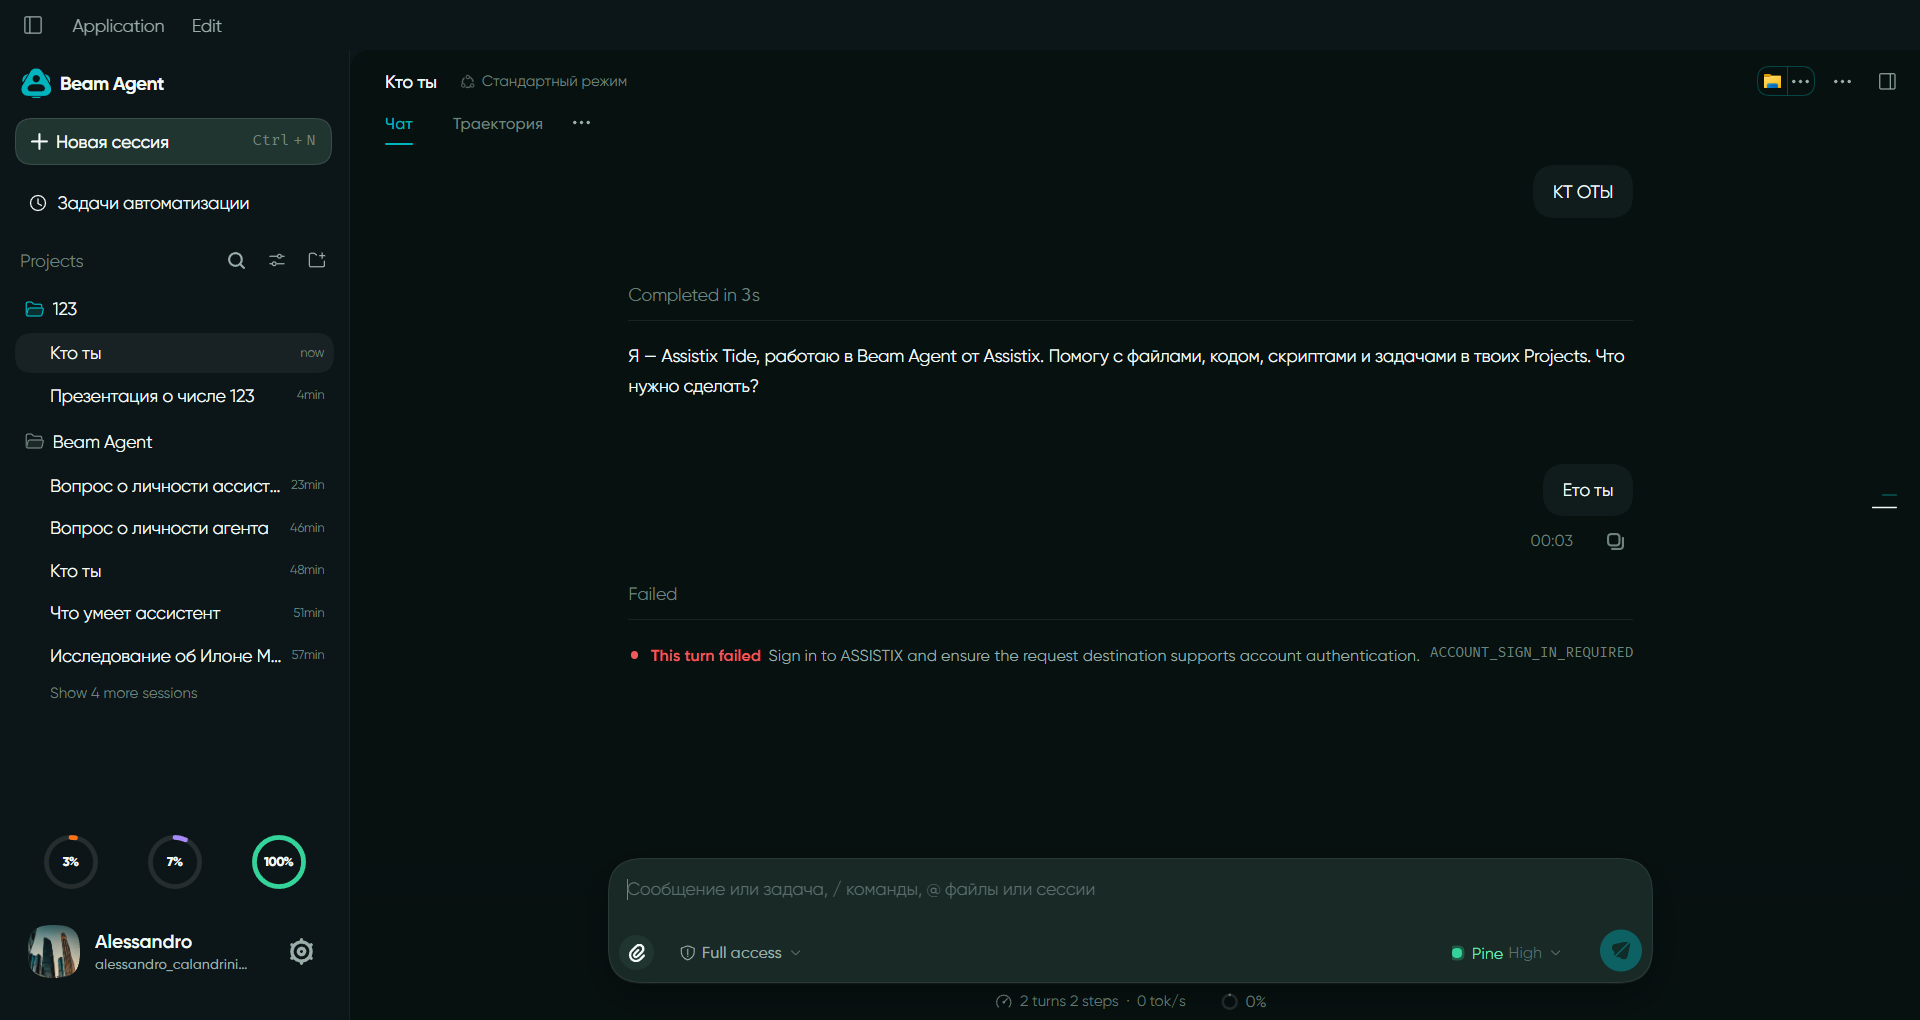 Application Edit
Beam Agent
Новая сессия Ctrl + N
Задачи автоматизации
Projects
123
Кто ты now
Презентация о числе 123 4min
Beam Agent
Вопрос о личности ассист... 23min
Вопрос о личности агента 46min
Кто ты 48min
Что умеет ассистент 51min
Исследование об Илоне М... 57min
Show 4 more sessions
3% 7% 100%
Alessandro
alessandro_calandrini...
Кто ты Стандартный режим
Чат Траектория
КТ ОТЫ
Completed in 3s
Я — Assistix Tide, работаю в Beam Agent от Assistix. Помогу с файлами, кодом, скриптами и задачами в твоих Projects. Что
нужно сделать?
Ето ты
00:03
Failed
This turn failed Sign in to ASSISTIX and ensure the request destination supports account authentication. ACCOUNT_SIGN_IN_REQUIRED
Сообщение или задача, / команды, @ файлы или сессии
Full access Pine High
2 turns 2 steps · 0 tok/s 0%